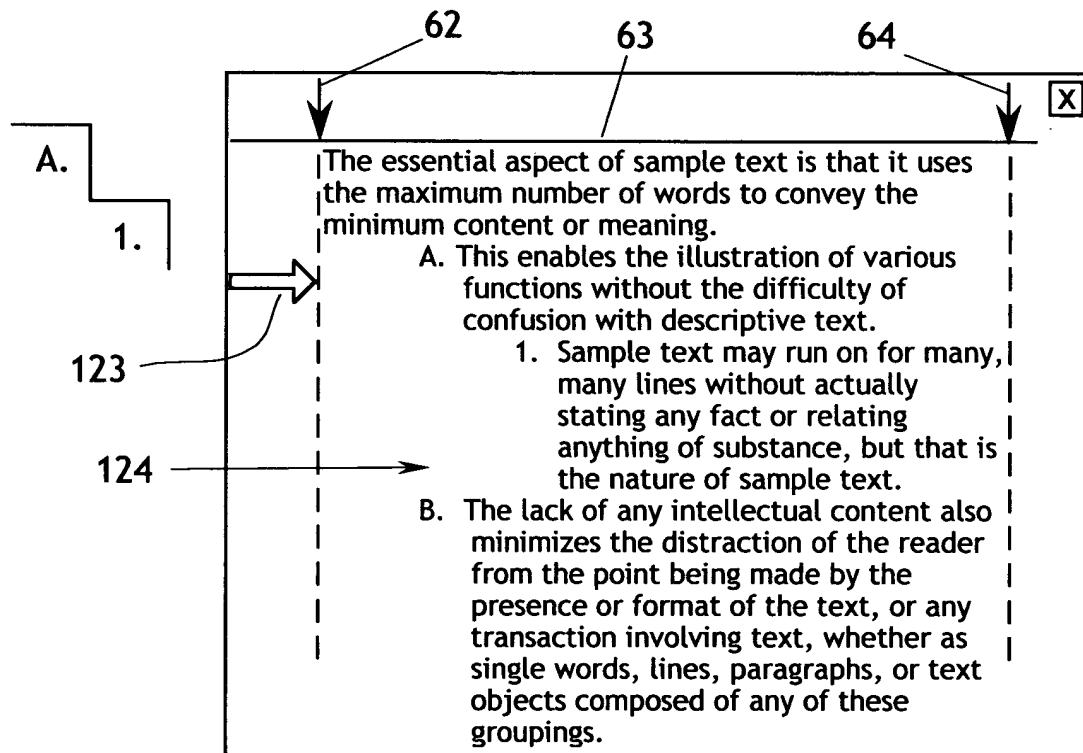 62
63
64
X
A.
1.
The essential aspect of sample text is that it uses
the maximum number of words to convey the
minimum content or meaning.
A. This enables the illustration of various
functions without the difficulty of
confusion with descriptive text.
1. Sample text may run on for many,
many lines without actually
stating any fact or relating
anything of substance, but that is
the nature of sample text.
B. The lack of any intellectual content also
minimizes the distraction of the reader
from the point being made by the
presence or format of the text, or any
transaction involving text, whether as
single words, lines, paragraphs, or text
objects composed of any of these
groupings.
123
124